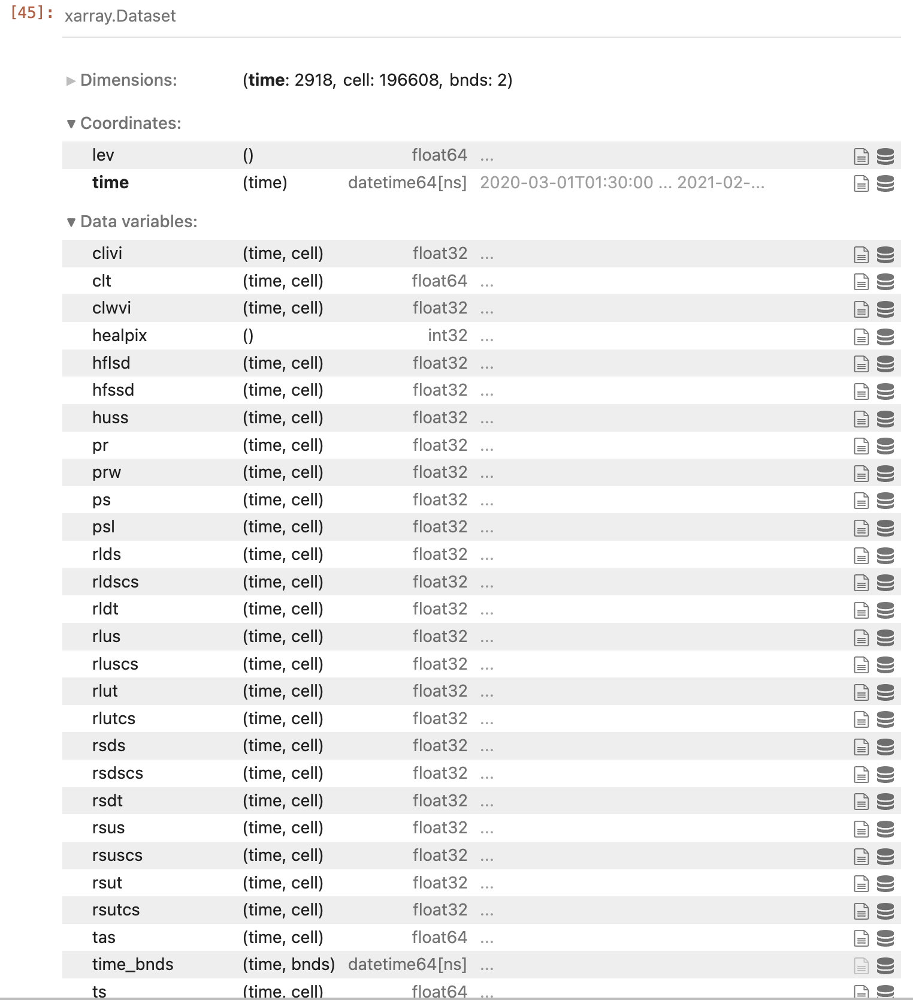 [45]: xarray.Dataset
▶ Dimensions: (time: 2918, cell: 196608, bnds: 2)
▼ Coordinates:
lev () float64 ...
time (time) datetime64[ns] 2020-03-01T01:30:00 ... 2021-02-...
▼ Data variables:
clivi (time, cell) float32 ...
clt (time, cell) float64 ...
clwvi (time, cell) float32 ...
healpix () int32 ...
hflsd (time, cell) float32 ...
hfssd (time, cell) float32 ...
huss (time, cell) float32 ...
pr (time, cell) float32 ...
prw (time, cell) float32 ...
ps (time, cell) float32 ...
psl (time, cell) float32 ...
rlds (time, cell) float32 ...
rldscs (time, cell) float32 ...
rldt (time, cell) float32 ...
rlus (time, cell) float32 ...
rluscs (time, cell) float32 ...
rlut (time, cell) float32 ...
rlutcs (time, cell) float32 ...
rsds (time, cell) float32 ...
rsdscs (time, cell) float32 ...
rsdt (time, cell) float32 ...
rsus (time, cell) float32 ...
rsuscs (time, cell) float32 ...
rsut (time, cell) float32 ...
rsutcs (time, cell) float32 ...
tas (time, cell) float64 ...
time_bnds (time, bnds) datetime64[ns] ...
ts (time, cell) float64 ...